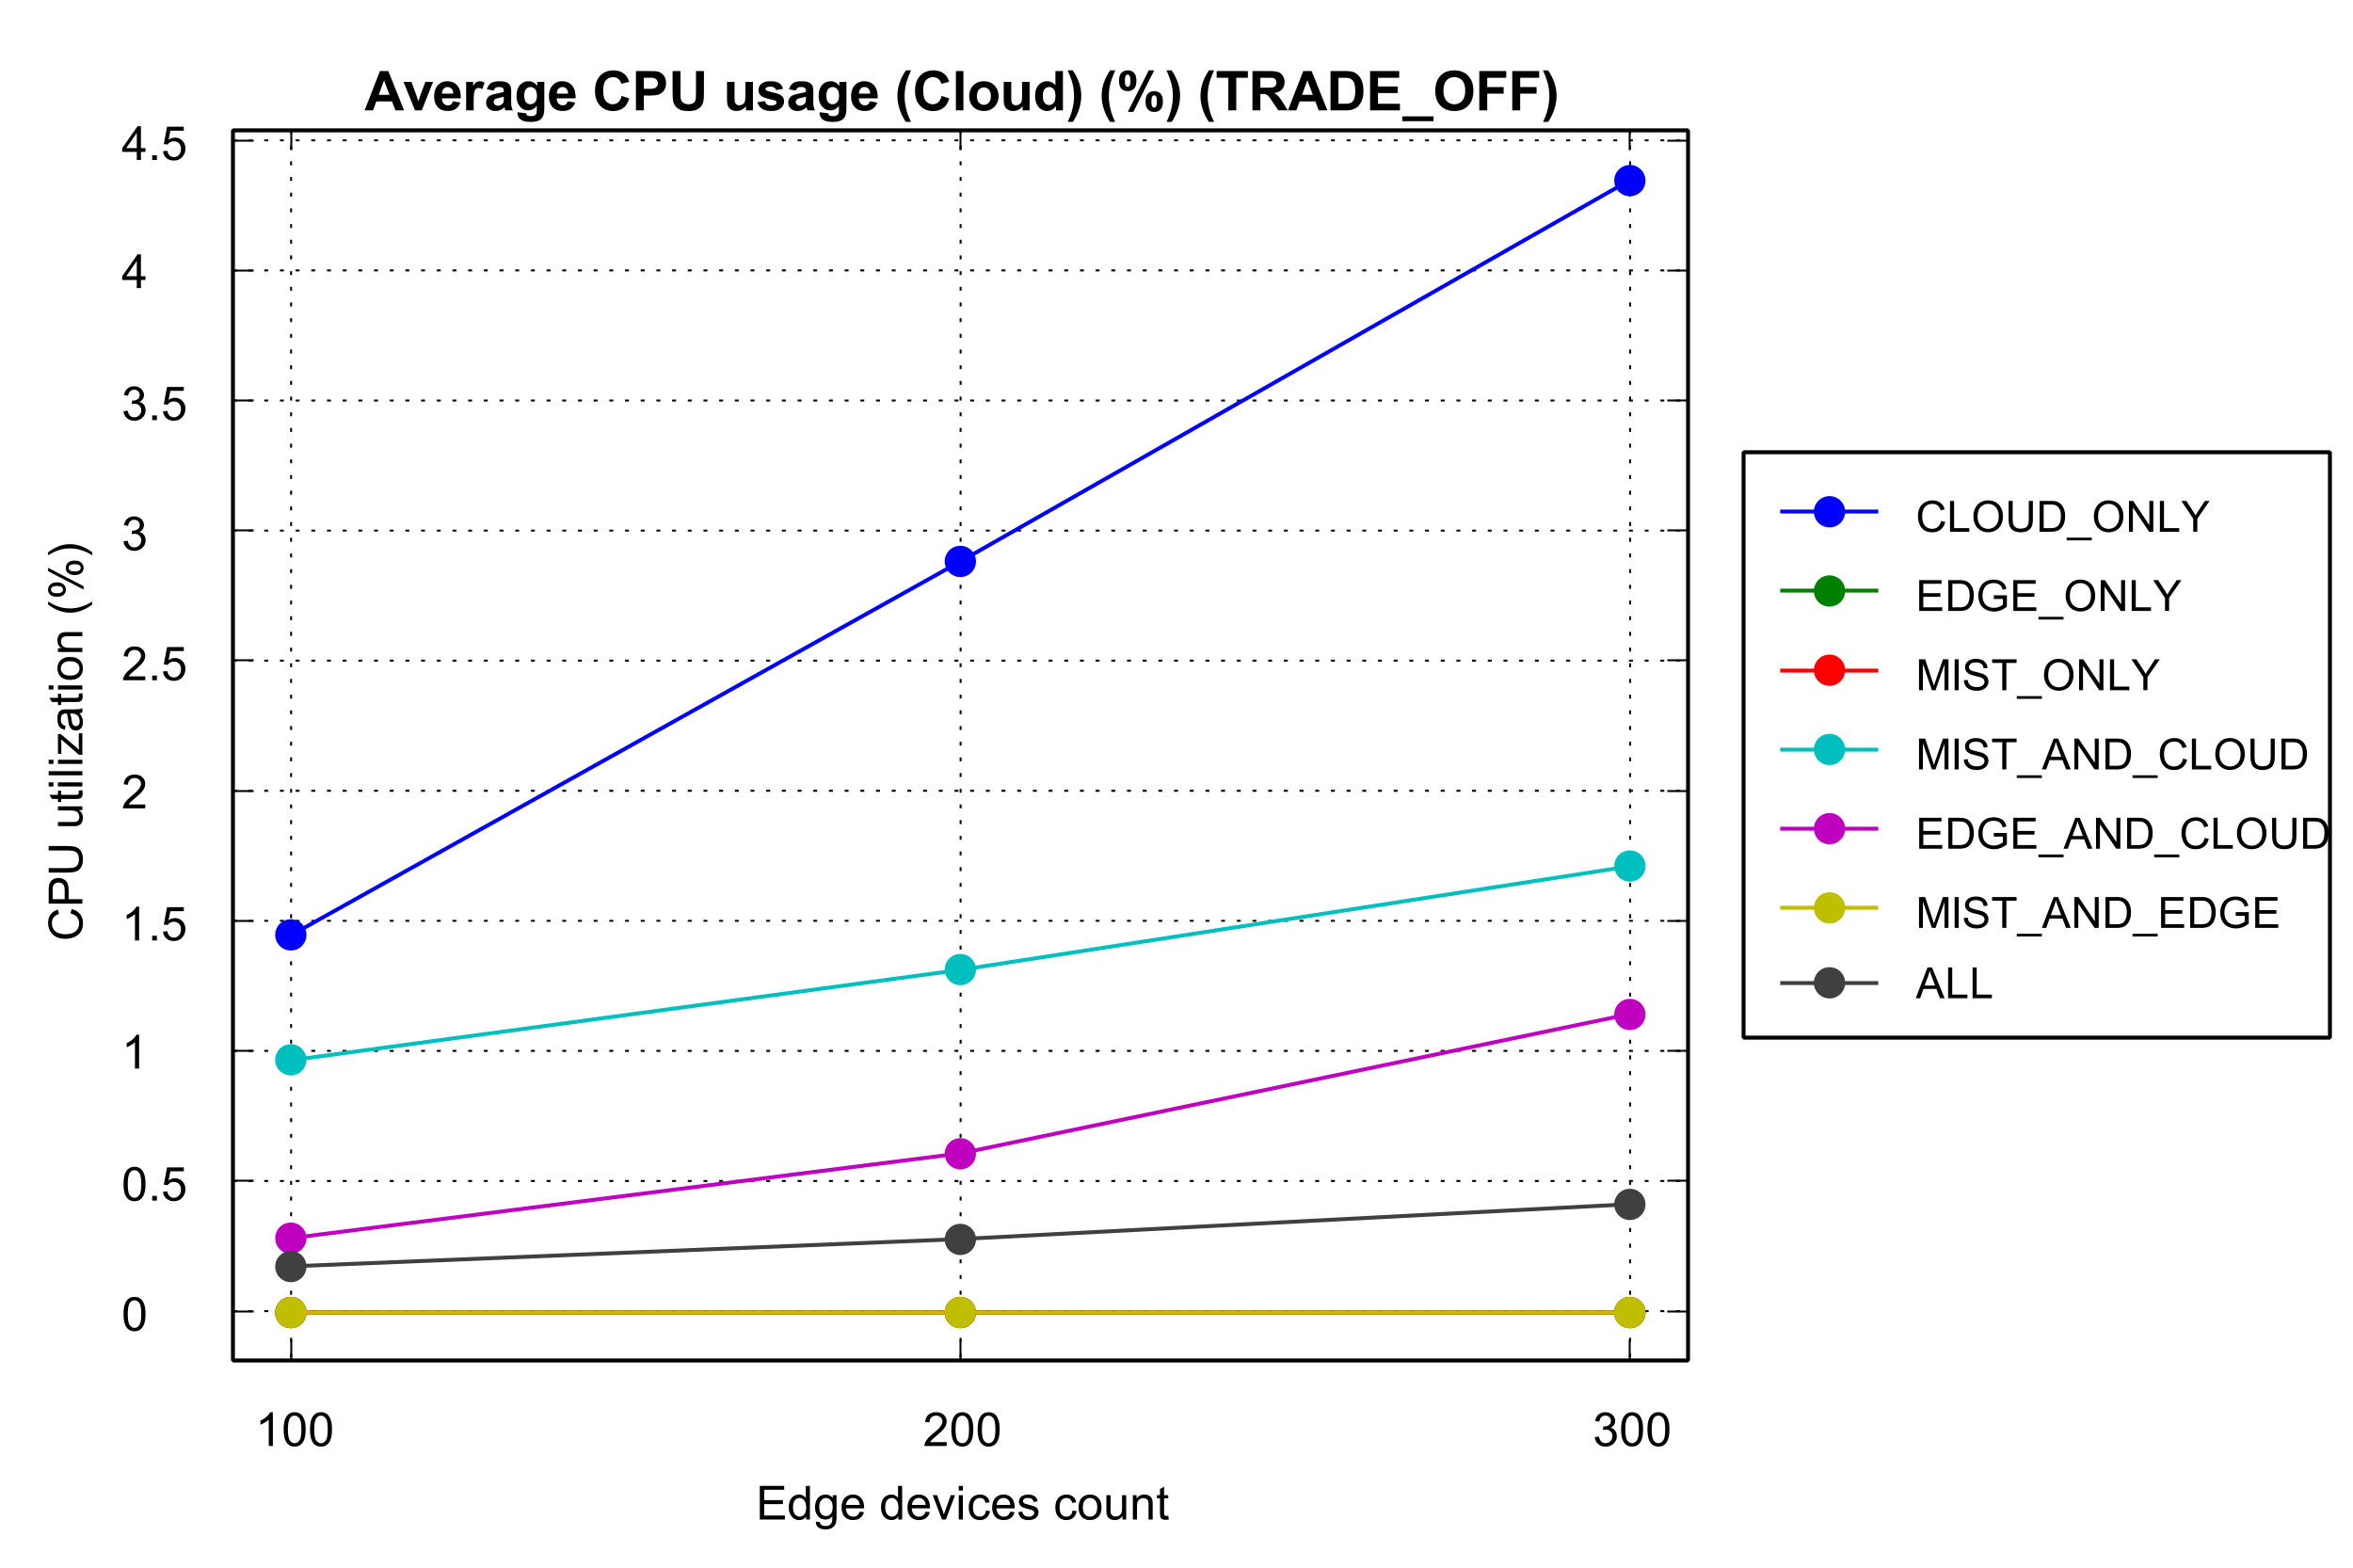 Average CPU usage (Cloud) (%) (TRADE_OFF)
4.5
4
3.5
3
2.5
2
1.5
1
0.5
0
CPU utilization (%)
100 200 300
Edge devices count
CLOUD_ONLY
EDGE_ONLY
MIST_ONLY
MIST_AND_CLOUD
EDGE_AND_CLOUD
MIST_AND_EDGE
ALL